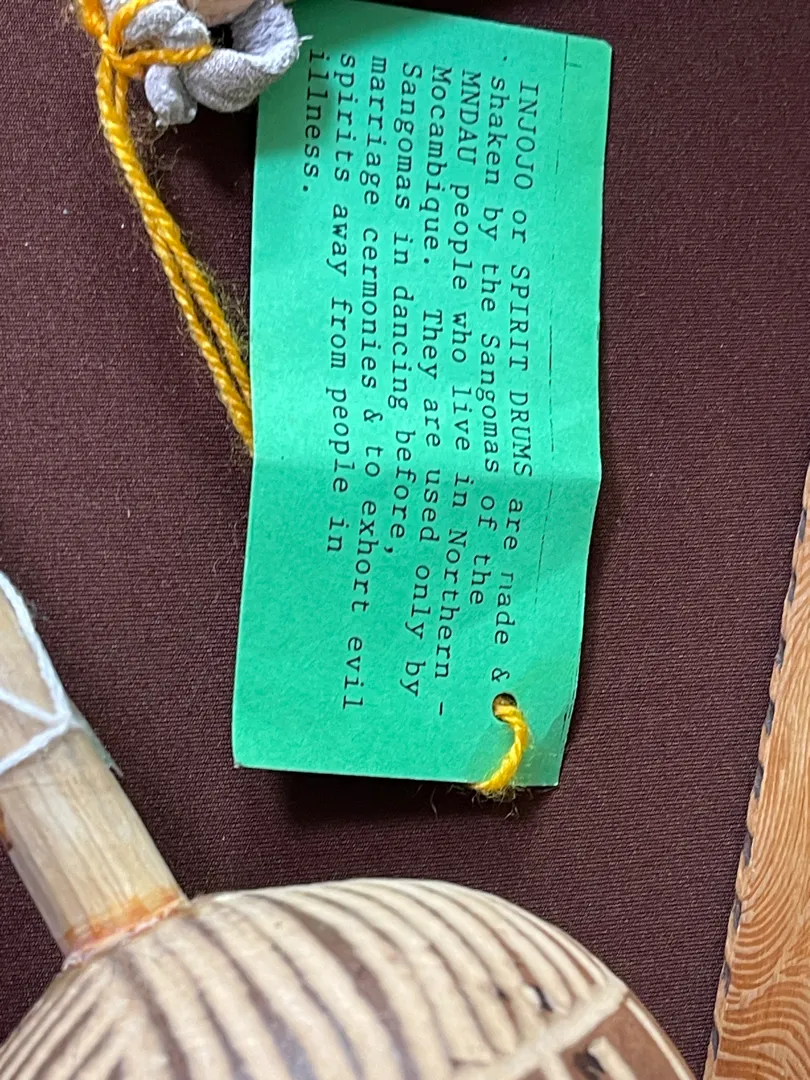 INJOJO or SPIRIT DRUMS are made &
shaken by the Sangomas of the
MNDAU people who live in Northern -
Mocambique. They are used only by
Sangomas in dancing before,
marriage cermonies & to exhort evil
spirits away from people in
illness.